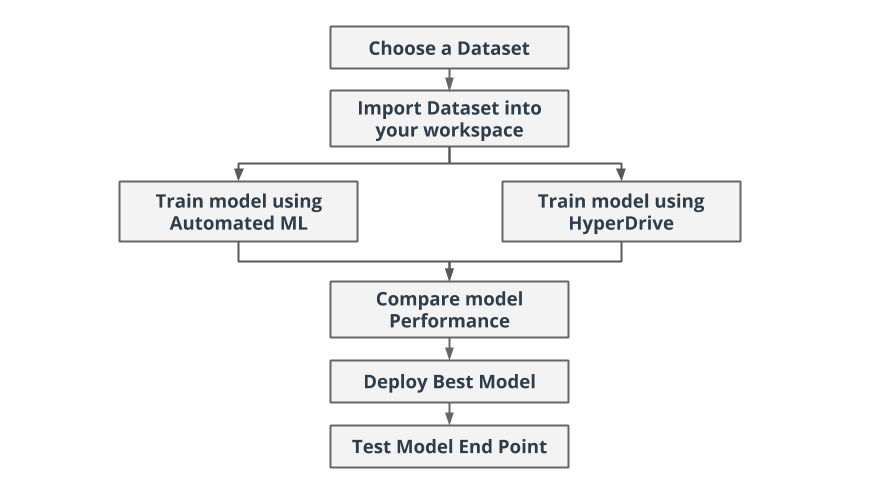 Choose a Dataset
Import Dataset into
your workspace
Train model using
Automated ML
Train model using
HyperDrive
Compare model
Performance
Deploy Best Model
Test Model End Point